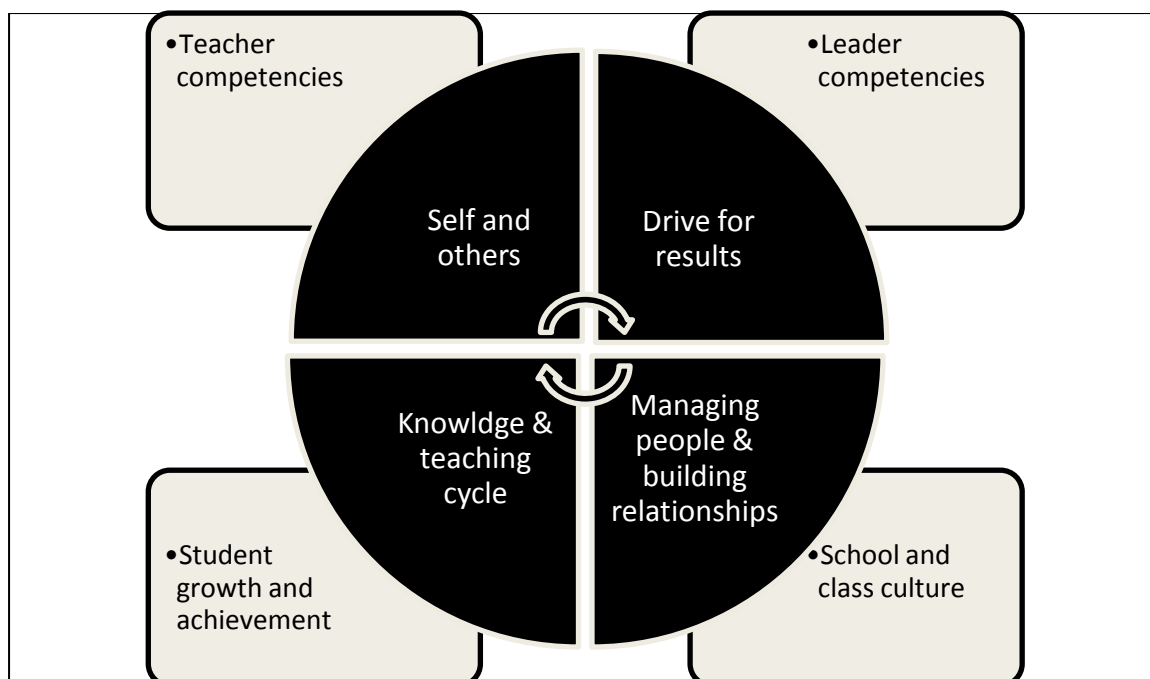 •Teacher
competencies
•Leader
competencies
Self and
others
Drive for
results
Knowldge &
teaching
cycle
Managing
people &
building
relationships
•Student
growth and
achievement
•School and
class culture